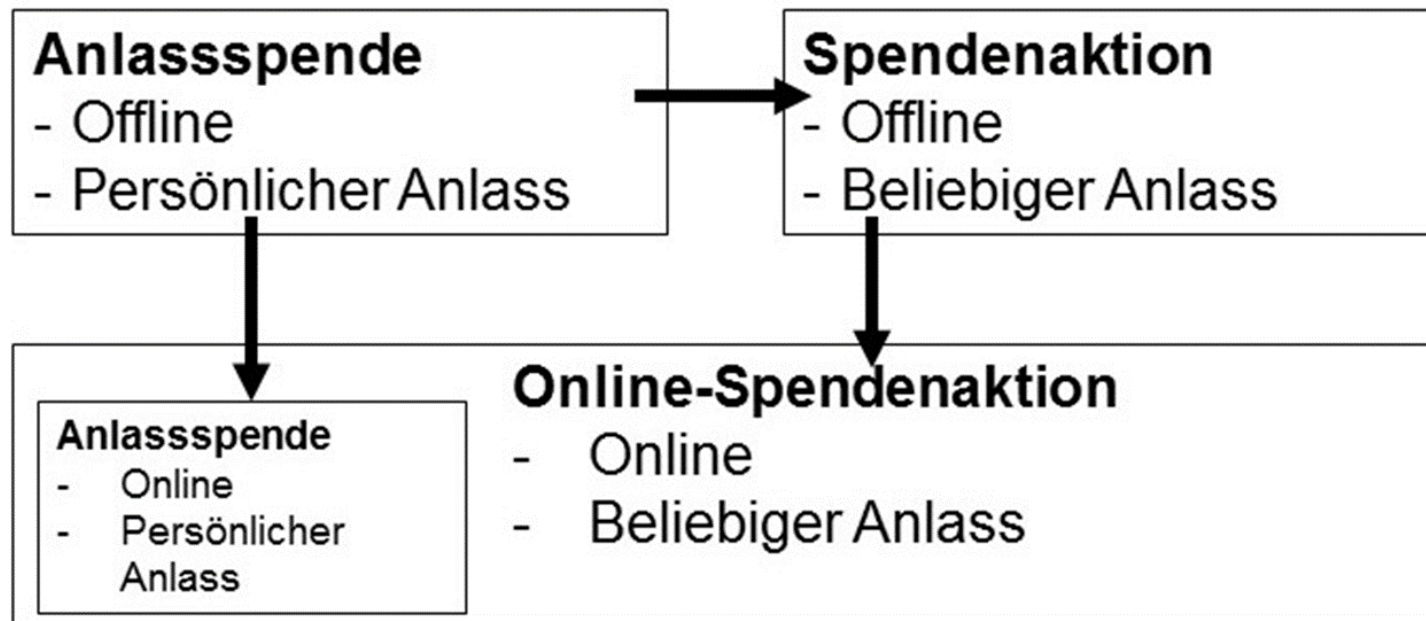 Anlassspende
- Offline
- Persönlicher Anlass
Spendenaktion
- Offline
- Beliebiger Anlass
Anlassspende
- Online
- Persönlicher
Anlass
Online-Spendenaktion
- Online
- Beliebiger Anlass